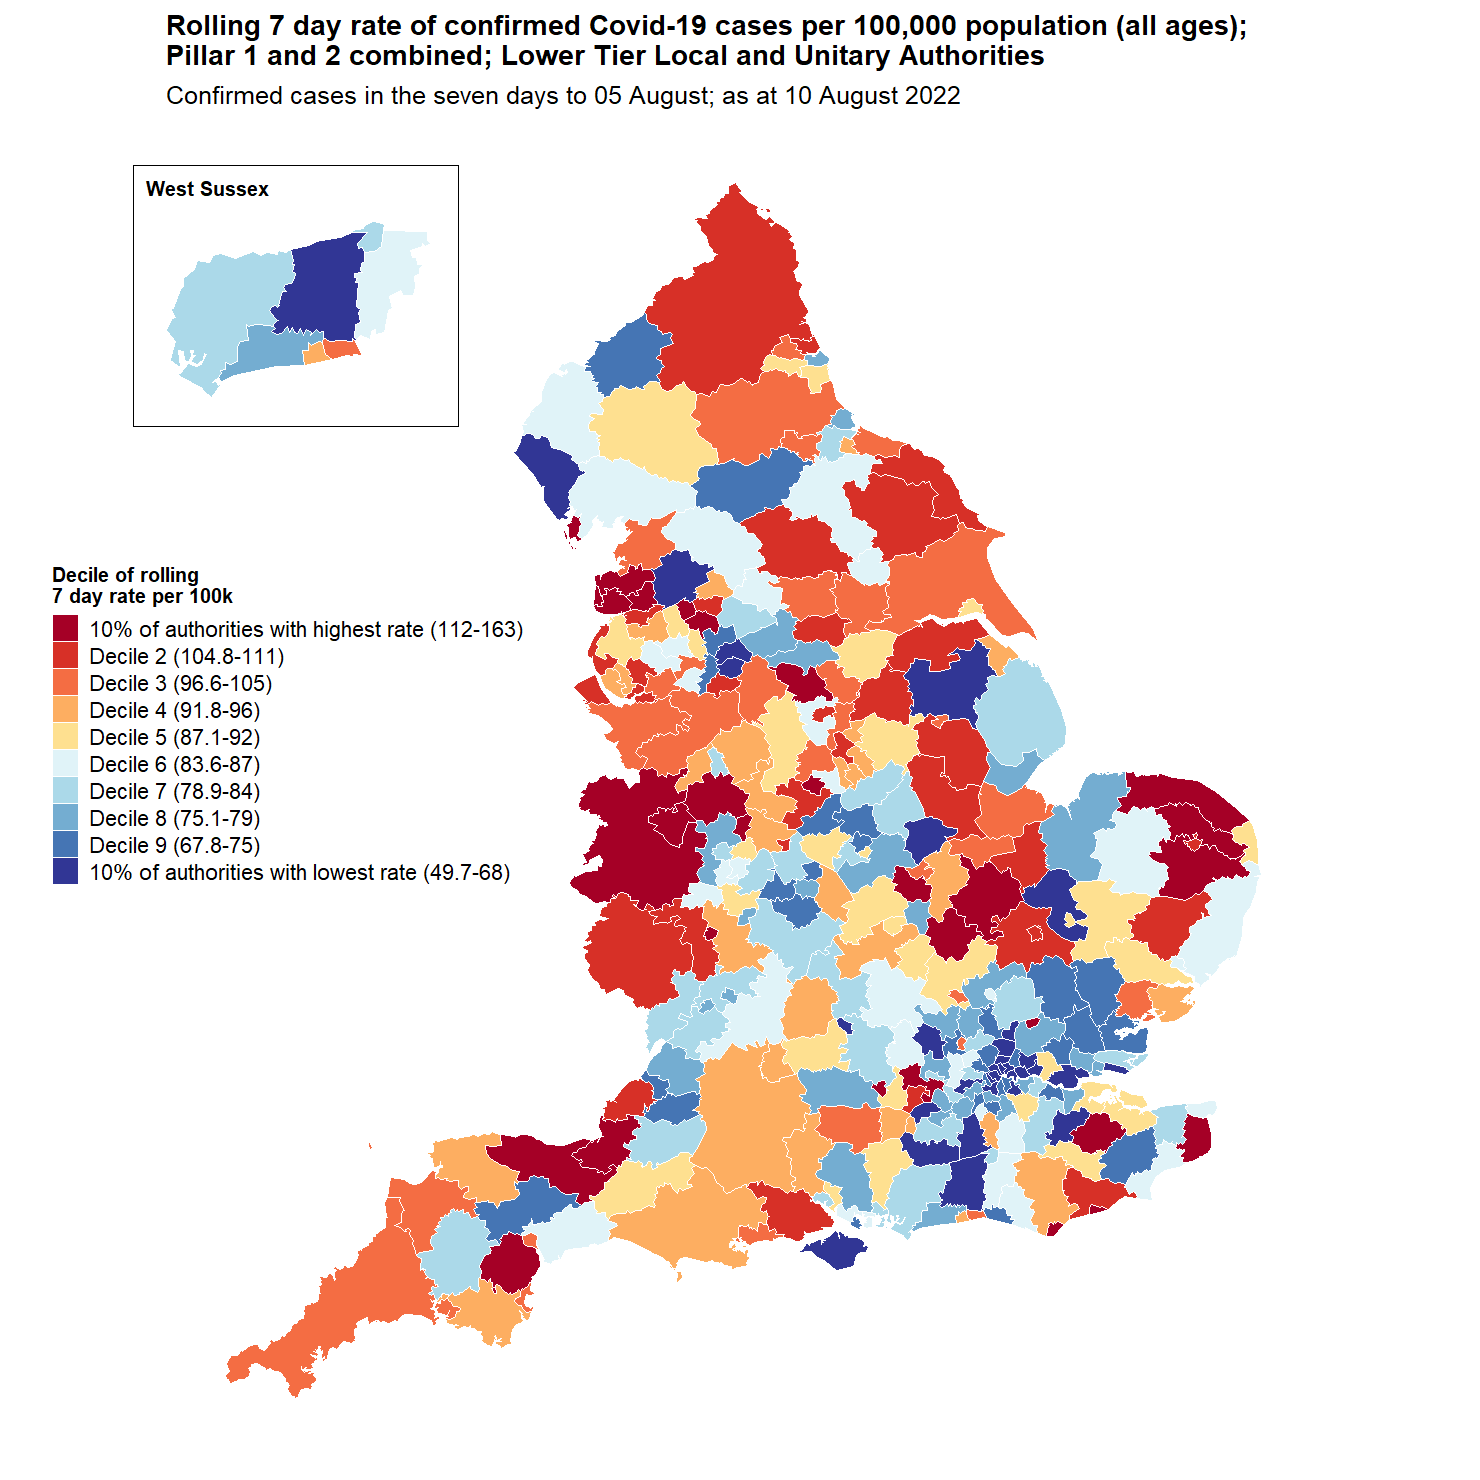 Rolling 7 day rate of confirmed Covid-19 cases per 100,000 population (all ages);
Pillar 1 and 2 combined; Lower Tier Local and Unitary Authorities
Confirmed cases in the seven days to 05 August; as at 10 August 2022
West Sussex
Decile of rolling
7 day rate per 100k
10% of authorities with highest rate (112-163)
Decile 2 (104.8-111)
Decile 3 (96.6-105)
Decile 4 (91.8-96)
Decile 5 (87.1-92)
Decile 6 (83.6-87)
Decile 7 (78.9-84)
Decile 8 (75.1-79)
Decile 9 (67.8-75)
10% of authorities with lowest rate (49.7-68)